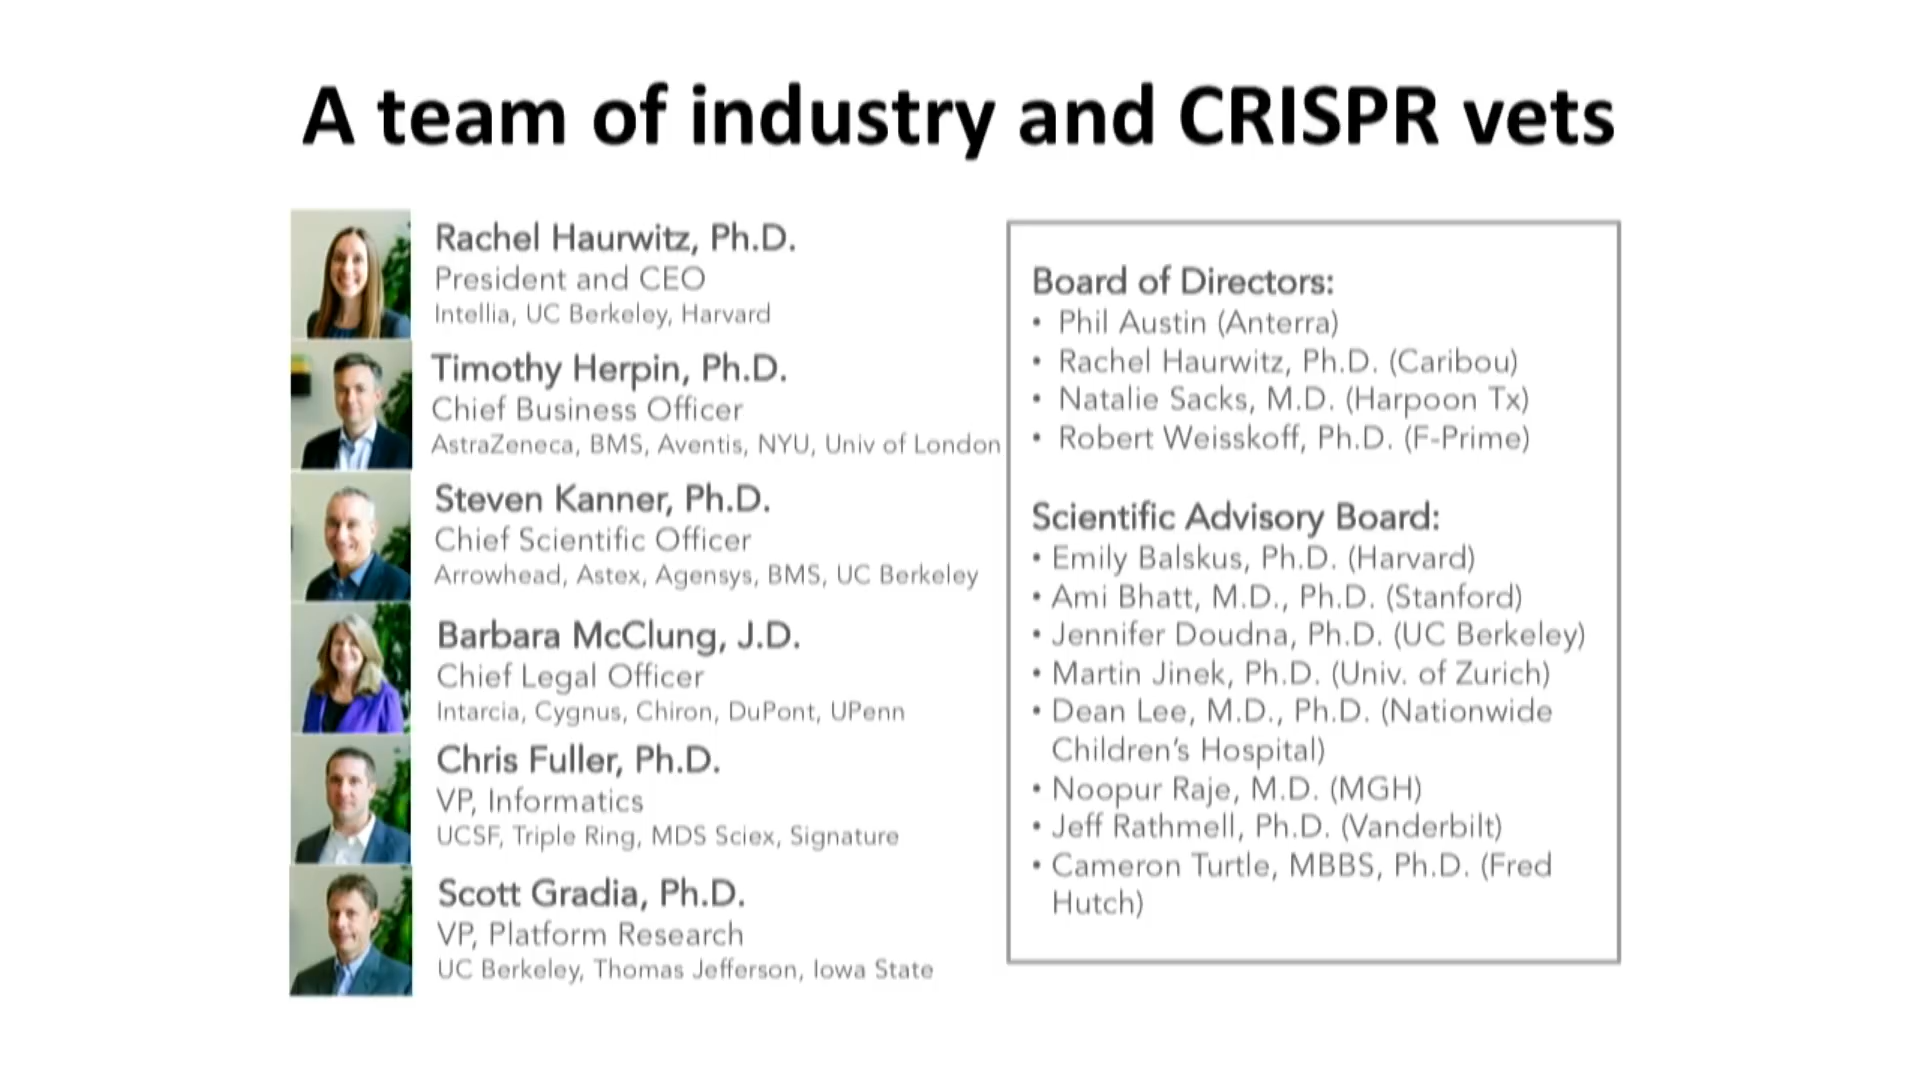 A team of industry and CRISPR vets
Rachel Haurwitz, Ph.D.
President and CEO
Intellia, UC Berkeley, Harvard
Timothy Herpin, Ph.D.
Chief Business Officer
AstraZeneca, BMS, Aventis, NYU, Univ of London
Steven Kanner, Ph.D.
Chief Scientific Officer
Arrowhead, Astex, Agensys, BMS, UC Berkeley
Barbara McClung, J.D.
Chief Legal Officer
Intarcia, Cygnus, Chiron, DuPont, UPenn
Chris Fuller, Ph.D.
VP, Informatics
UCSF, Triple Ring, MDS Sciex, Signature
Scott Gradia, Ph.D.
VP, Platform Research
UC Berkeley, Thomas Jefferson, Iowa State
Board of Directors:
• Phil Austin (Anterra)
• Rachel Haurwitz, Ph.D. (Caribou)
• Natalie Sacks, M.D. (Harpoon Tx)
• Robert Weisskoff, Ph.D. (F-Prime)
Scientific Advisory Board:
• Emily Balskus, Ph.D. (Harvard)
• Ami Bhatt, M.D., Ph.D. (Stanford)
• Jennifer Doudna, Ph.D. (UC Berkeley)
• Martin Jinek, Ph.D. (Univ. of Zurich)
• Dean Lee, M.D., Ph.D. (Nationwide
Children's Hospital)
• Noopur Raje, M.D. (MGH)
• Jeff Rathmell, Ph.D. (Vanderbilt)
• Cameron Turtle, MBBS, Ph.D. (Fred
Hutch)